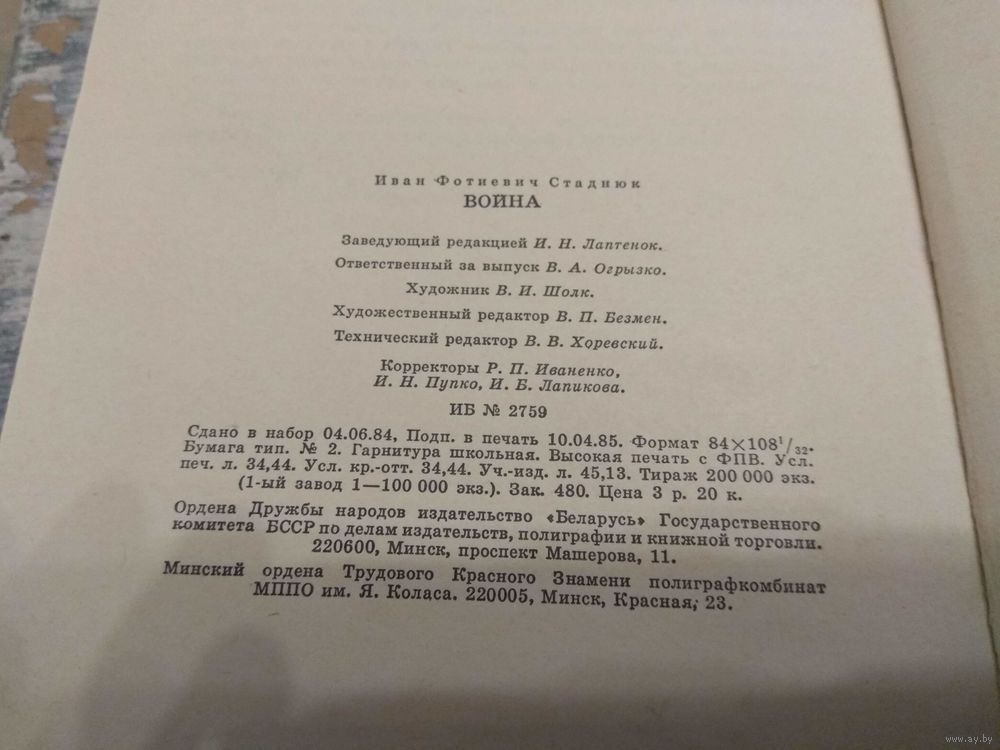 Иван Фотиевич Стаднюк
ВОЙНА
Заведующий редакцией И. Н. Лаптенок.
Ответственный за выпуск В. А. Огрызко.
Художник В. И. Шолк.
Художественный редактор В. П. Безмен.
Технический редактор В. В. Хоревский.
Корректоры Р. П. Иваненко,
И. Н. Пупко, И. Б. Лапикова.
ИБ № 2759
Сдано в набор 04.06.84, Подп. в печать 10.04.85. Формат 84×108¹/₃₂.
Бумага тип. № 2. Гарнитура школьная. Высокая печать с ФПВ. Усл.
печ. л. 34,44. Усл. кр.-отт. 34,44. Уч.-изд. л. 45,13. Тираж 200 000 экз.
(1-ый завод 1—100 000 экз.). Зак. 480. Цена 3 р. 20 к.
Ордена Дружбы народов издательство «Беларусь» Государственного
комитета БССР по делам издательств, полиграфии и книжной торговли.
220600, Минск, проспект Машерова, 11.
Минский ордена Трудового Красного Знамени полиграфкомбинат
МППО им. Я. Коласа. 220005, Минск, Красная, 23.
www.ay.by